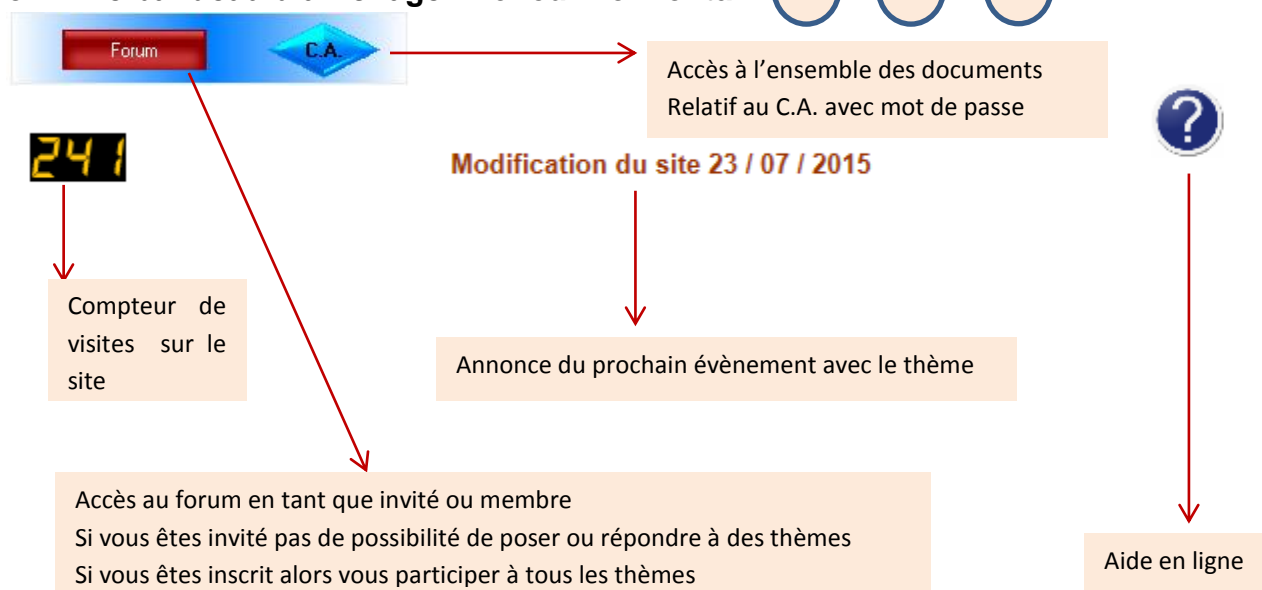 Forum
C.A.
Accès à l’ensemble des documents
Relatif au C.A. avec mot de passe
?
241
Modification du site 23 / 07 / 2015
Compteur de
visites sur le
site
Annonce du prochain évènement avec le thème
Accès au forum en tant que invité ou membre
Si vous êtes invité pas de possibilité de poser ou répondre à des thèmes
Si vous êtes inscrit alors vous participer à tous les thèmes
Aide en ligne